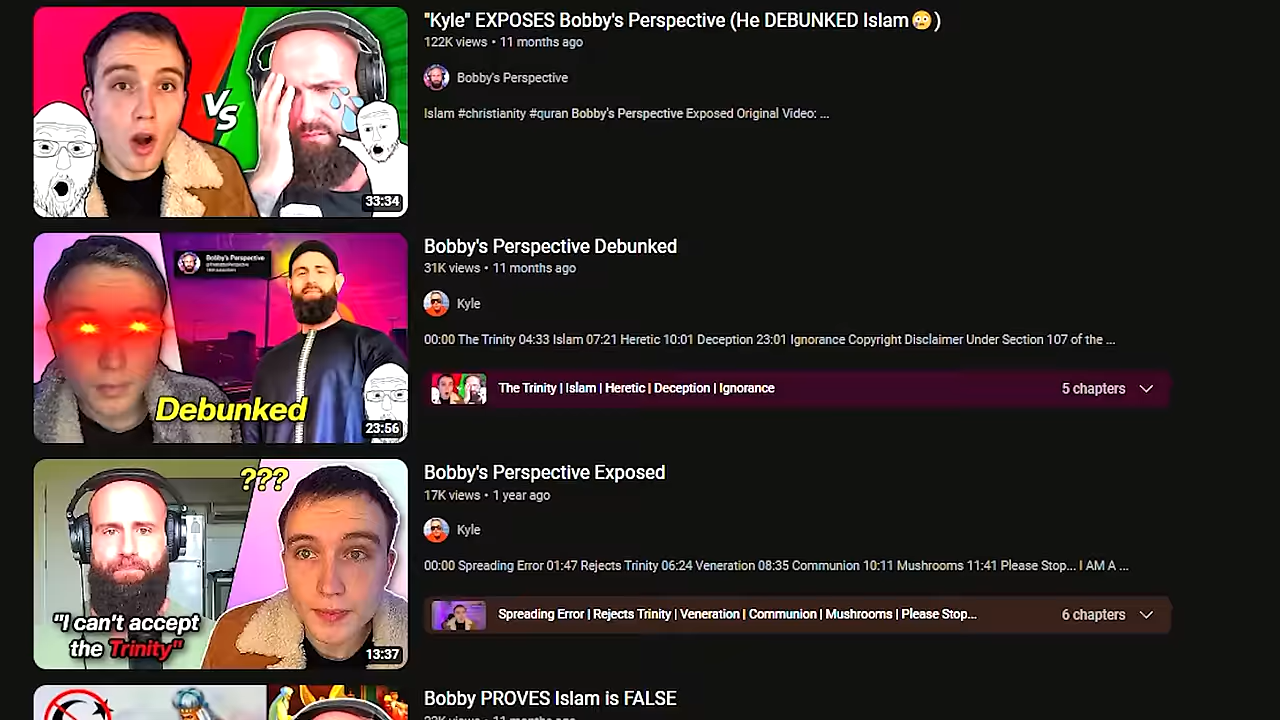 "Kyle" EXPOSES Bobby's Perspective (He DEBUNKED Islam😳)
122K views • 11 months ago
Bobby's Perspective
Islam #christianity #quran Bobby's Perspective Exposed Original Video: ...
VS
33:34
Bobby's Perspective Debunked
31K views • 11 months ago
Kyle
00:00 The Trinity 04:33 Islam 07:21 Heretic 10:01 Deception 23:01 Ignorance Copyright Disclaimer Under Section 107 of the ...
The Trinity | Islam | Heretic | Deception | Ignorance
5 chapters
Bobby's Perspective
Debunked
23:56
Bobby's Perspective Exposed
17K views • 1 year ago
Kyle
00:00 Spreading Error 01:47 Rejects Trinity 06:24 Veneration 08:35 Communion 10:11 Mushrooms 11:41 Please Stop... I AM A ...
Spreading Error | Rejects Trinity | Veneration | Communion | Mushrooms | Please Stop...
6 chapters
???
"I can't accept
the Trinity"
13:37
Bobby PROVES Islam is FALSE